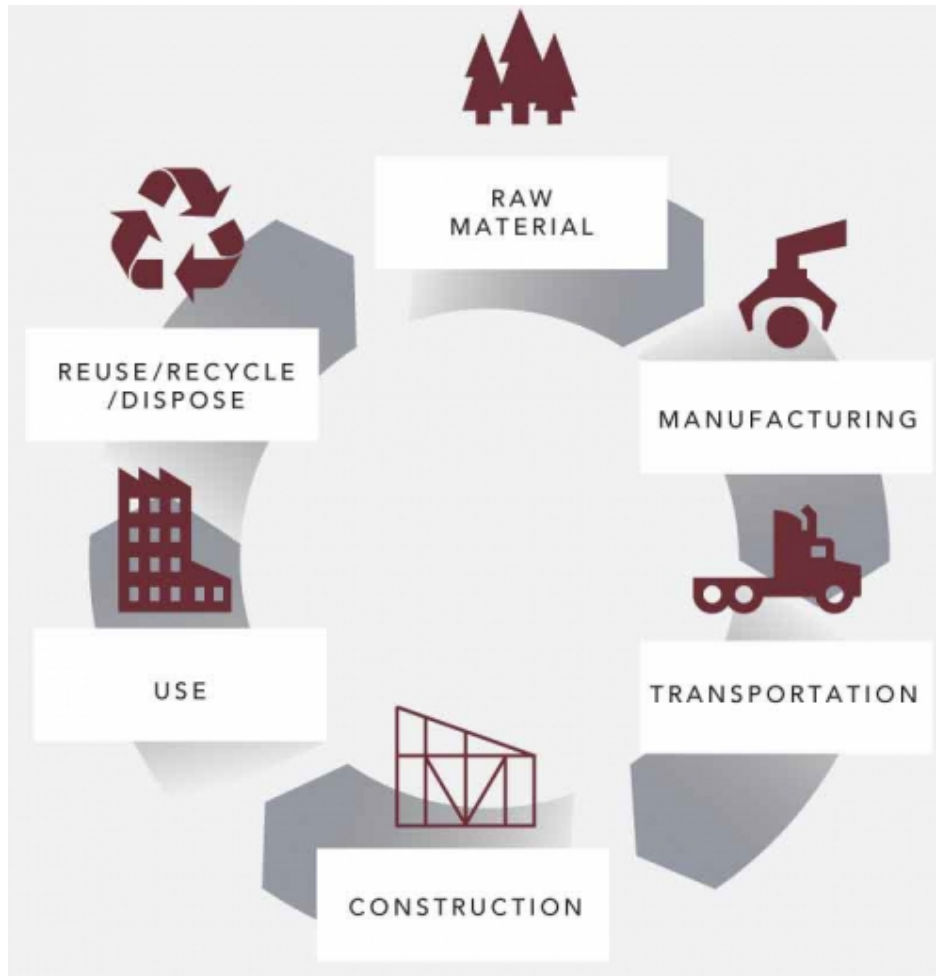 RAW
MATERIAL
MANUFACTURING
TRANSPORTATION
CONSTRUCTION
USE
REUSE/RECYCLE
/DISPOSE